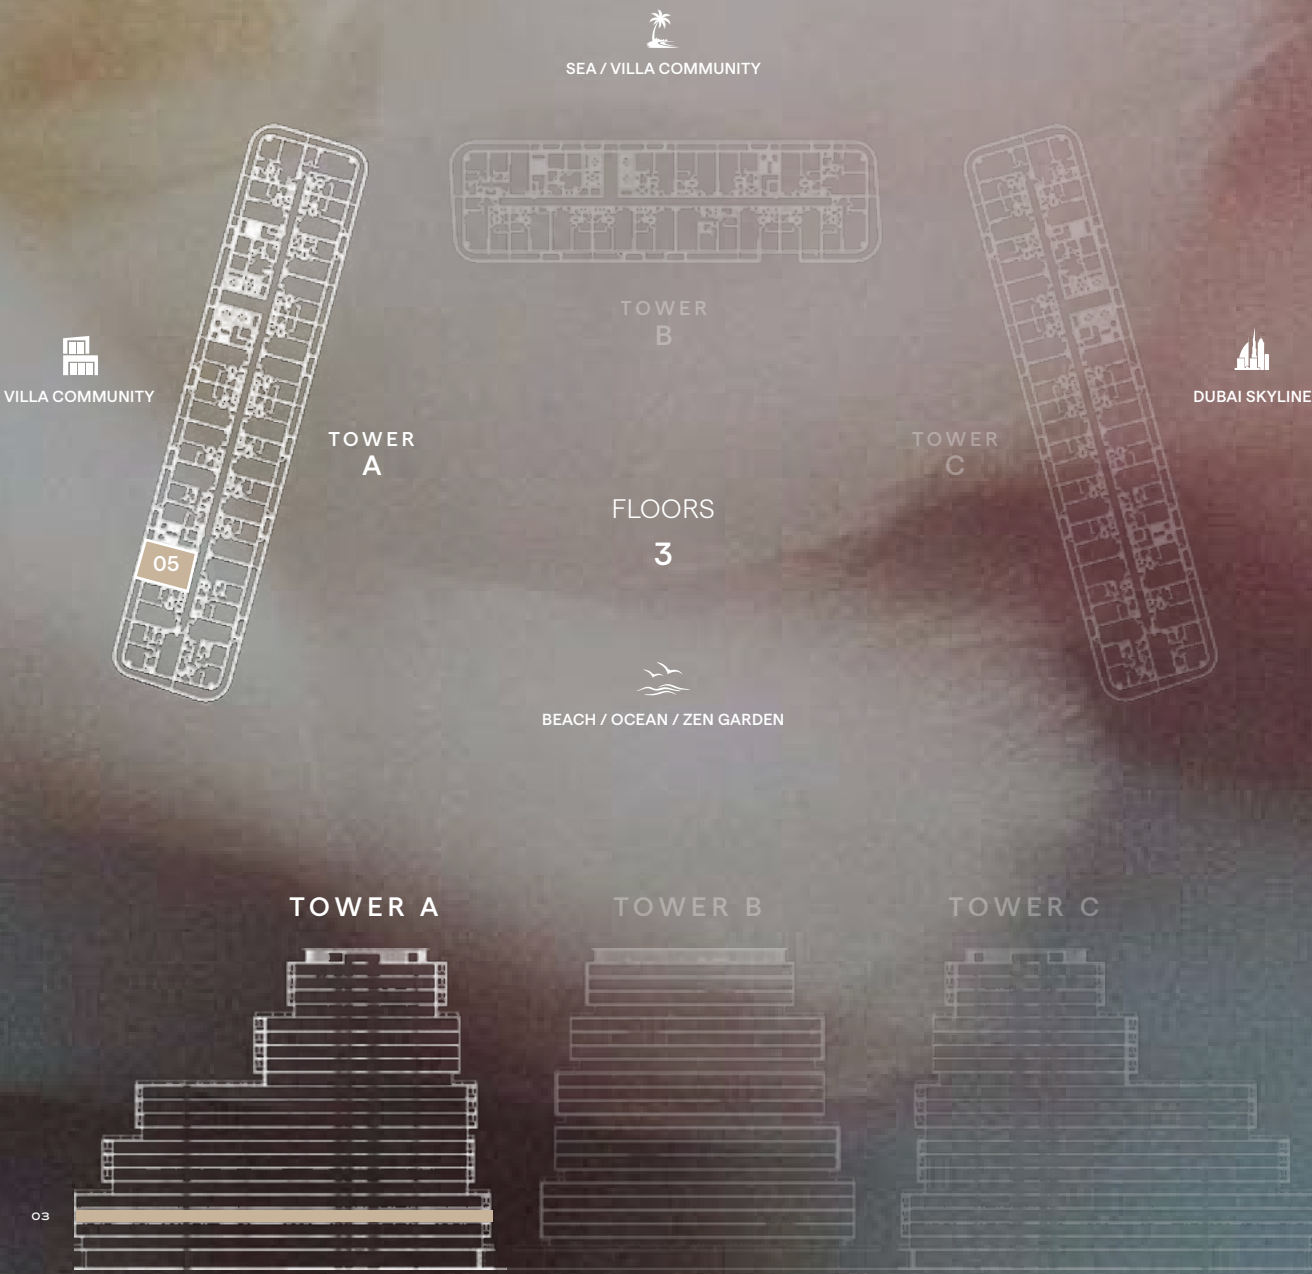 SEA / VILLA COMMUNITY
TOWER
B
VILLA COMMUNITY
DUBAI SKYLINE
TOWER
A
TOWER
C
FLOORS
3
05
BEACH / OCEAN / ZEN GARDEN
TOWER A
TOWER B
TOWER C
03